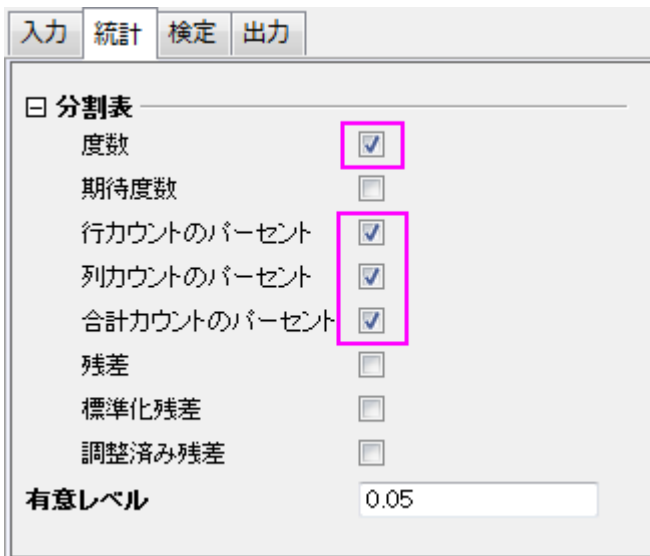 入力 統計 検定 出力
分割表
度数
期待度数
行カウントのパーセント
列カウントのパーセント
合計カウントのパーセント
残差
標準化残差
調整済み残差
有意レベル 0.05